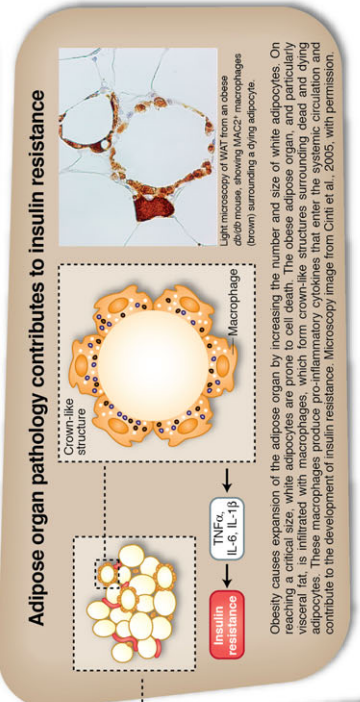 Adipose organ pathology contributes to insulin resistance
Crown-like
structure
Macrophage
Light microscopy of WAT from an obese
db/db mouse, showing MAC2⁺ macrophages
(brown) surrounding a dying adipocyte.
TNFα,
IL-6, IL-1β
Insulin
resistance
Obesity causes expansion of the adipose organ by increasing the number and size of white adipocytes. On
reaching a critical size, white adipocytes are prone to cell death. The obese adipose organ, and particularly
visceral fat, is infiltrated with macrophages, which form crown-like structures surrounding dead and dying
adipocytes. These macrophages produce pro-inflammatory cytokines that enter the systemic circulation and
contribute to the development of insulin resistance. Microscopy image from Cinti et al., 2005, with permission.